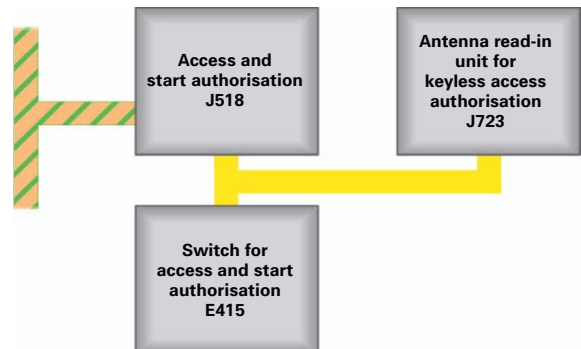 Access and
start authorisation
J518
Antenna read-in
unit for
keyless access
authorisation
J723
Switch for
access and start
authorisation
E415